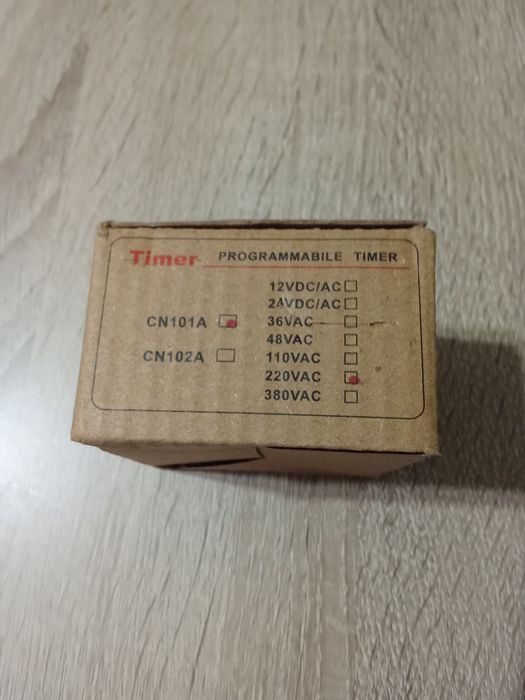 Timer PROGRAMMABILE TIMER
12VDC/AC
24VDC/AC
CN101A 36VAC
48VAC
CN102A 110VAC
220VAC
380VAC